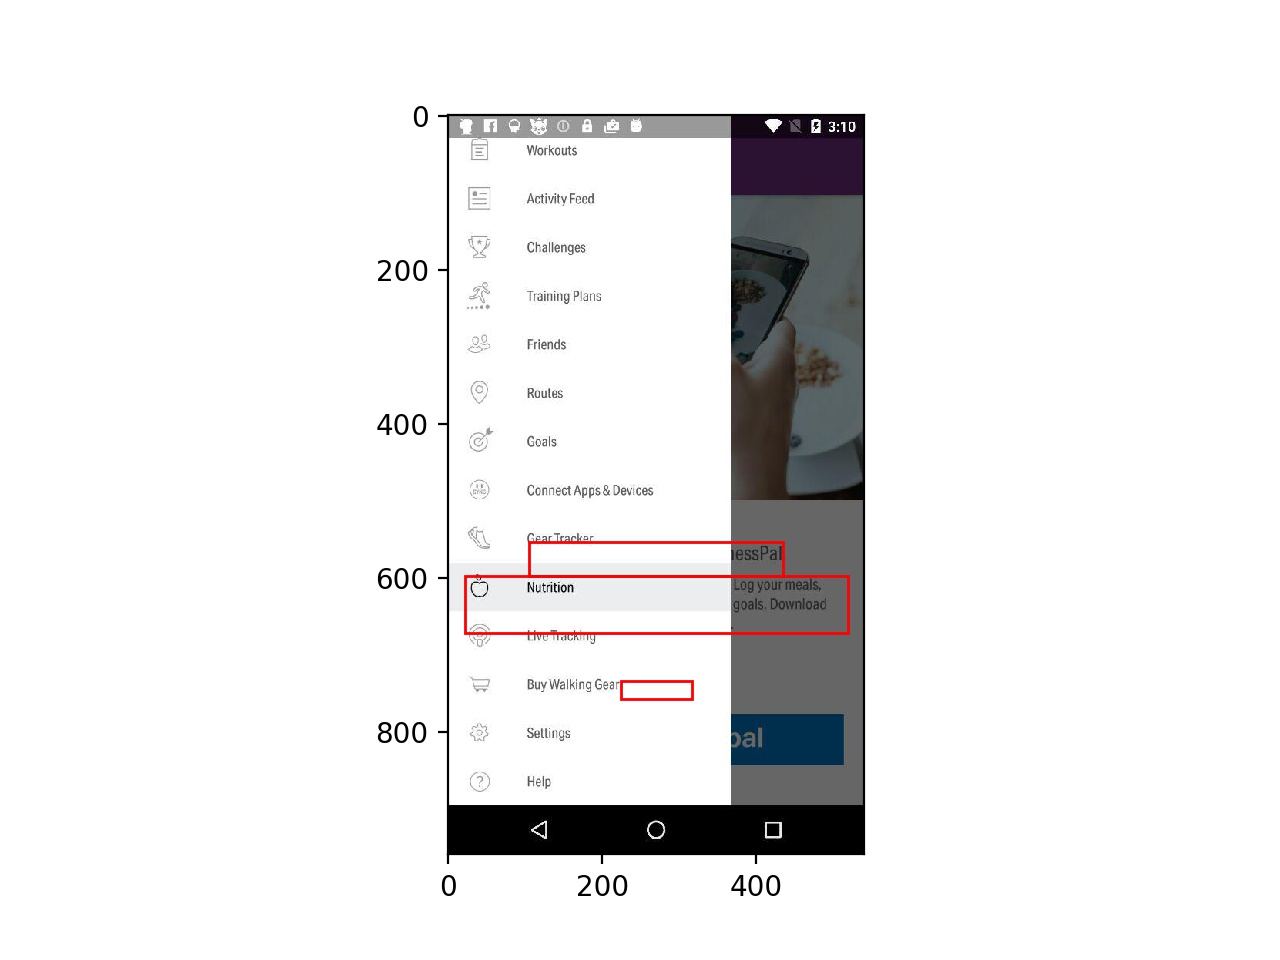 0
3:10
Workouts
Activity Feed
200
Challenges
Training Plans
Friends
Routes
400
Goals
Connect Apps & Devices
Gear Tracker
nessPal
600
Nutrition
Log your meals,
goals. Download
Live Tracking
Buy Walking Gear
800
Settings
pal
Help
0 200 400